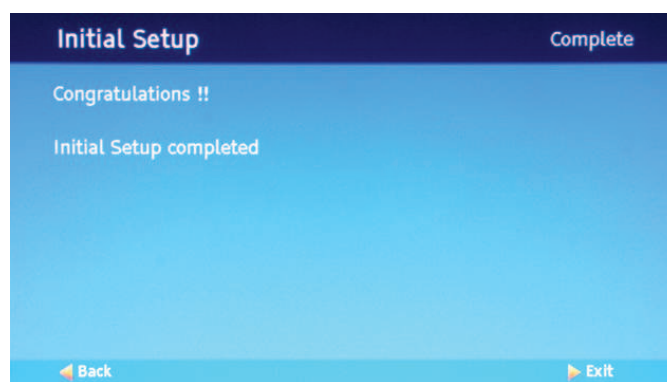 Initial Setup
Complete
Congratulations !!
Initial Setup completed
Back
Exit